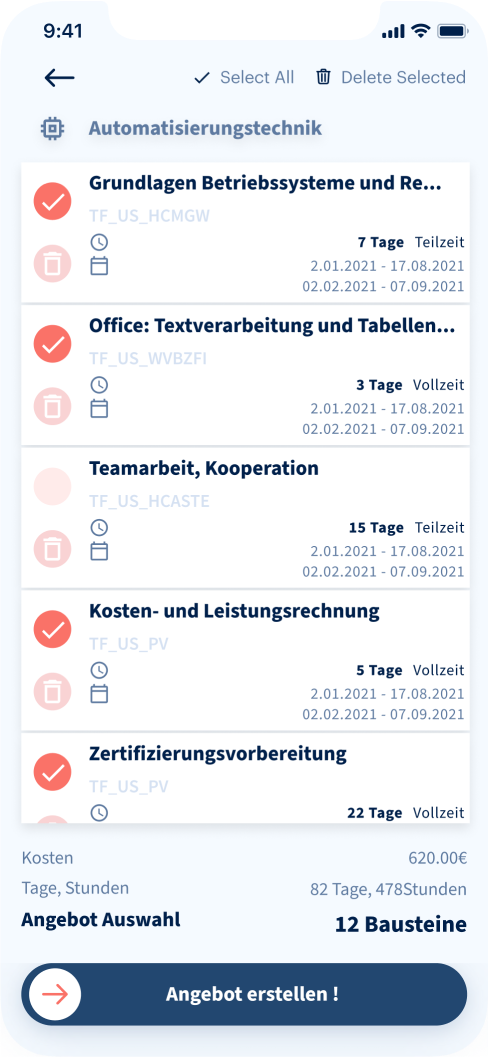 9:41
Select All Delete Selected
Automatisierungstechnik
Grundlagen Betriebssysteme und Re...
TF_US_HCMGW
7 Tage Teilzeit
2.01.2021 - 17.08.2021
02.02.2021 - 07.09.2021
Office: Textverarbeitung und Tabellen...
TF_US_WVBZFI
3 Tage Vollzeit
2.01.2021 - 17.08.2021
02.02.2021 - 07.09.2021
Teamarbeit, Kooperation
TF_US_HCASTE
15 Tage Teilzeit
2.01.2021 - 17.08.2021
02.02.2021 - 07.09.2021
Kosten- und Leistungsrechnung
TF_US_PV
5 Tage Vollzeit
2.01.2021 - 17.08.2021
02.02.2021 - 07.09.2021
Zertifizierungsvorbereitung
TF_US_PV
22 Tage Vollzeit
Kosten 620.00€
Tage, Stunden 82 Tage, 478Stunden
Angebot Auswahl 12 Bausteine
Angebot erstellen !